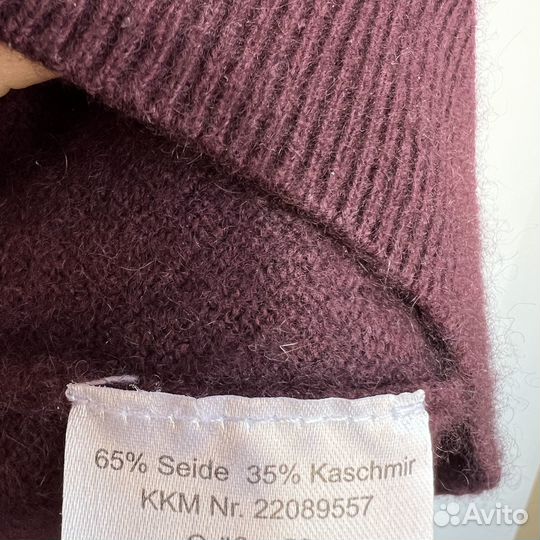 65% Seide 35% Kaschmir
KKM Nr. 22089557
Avito